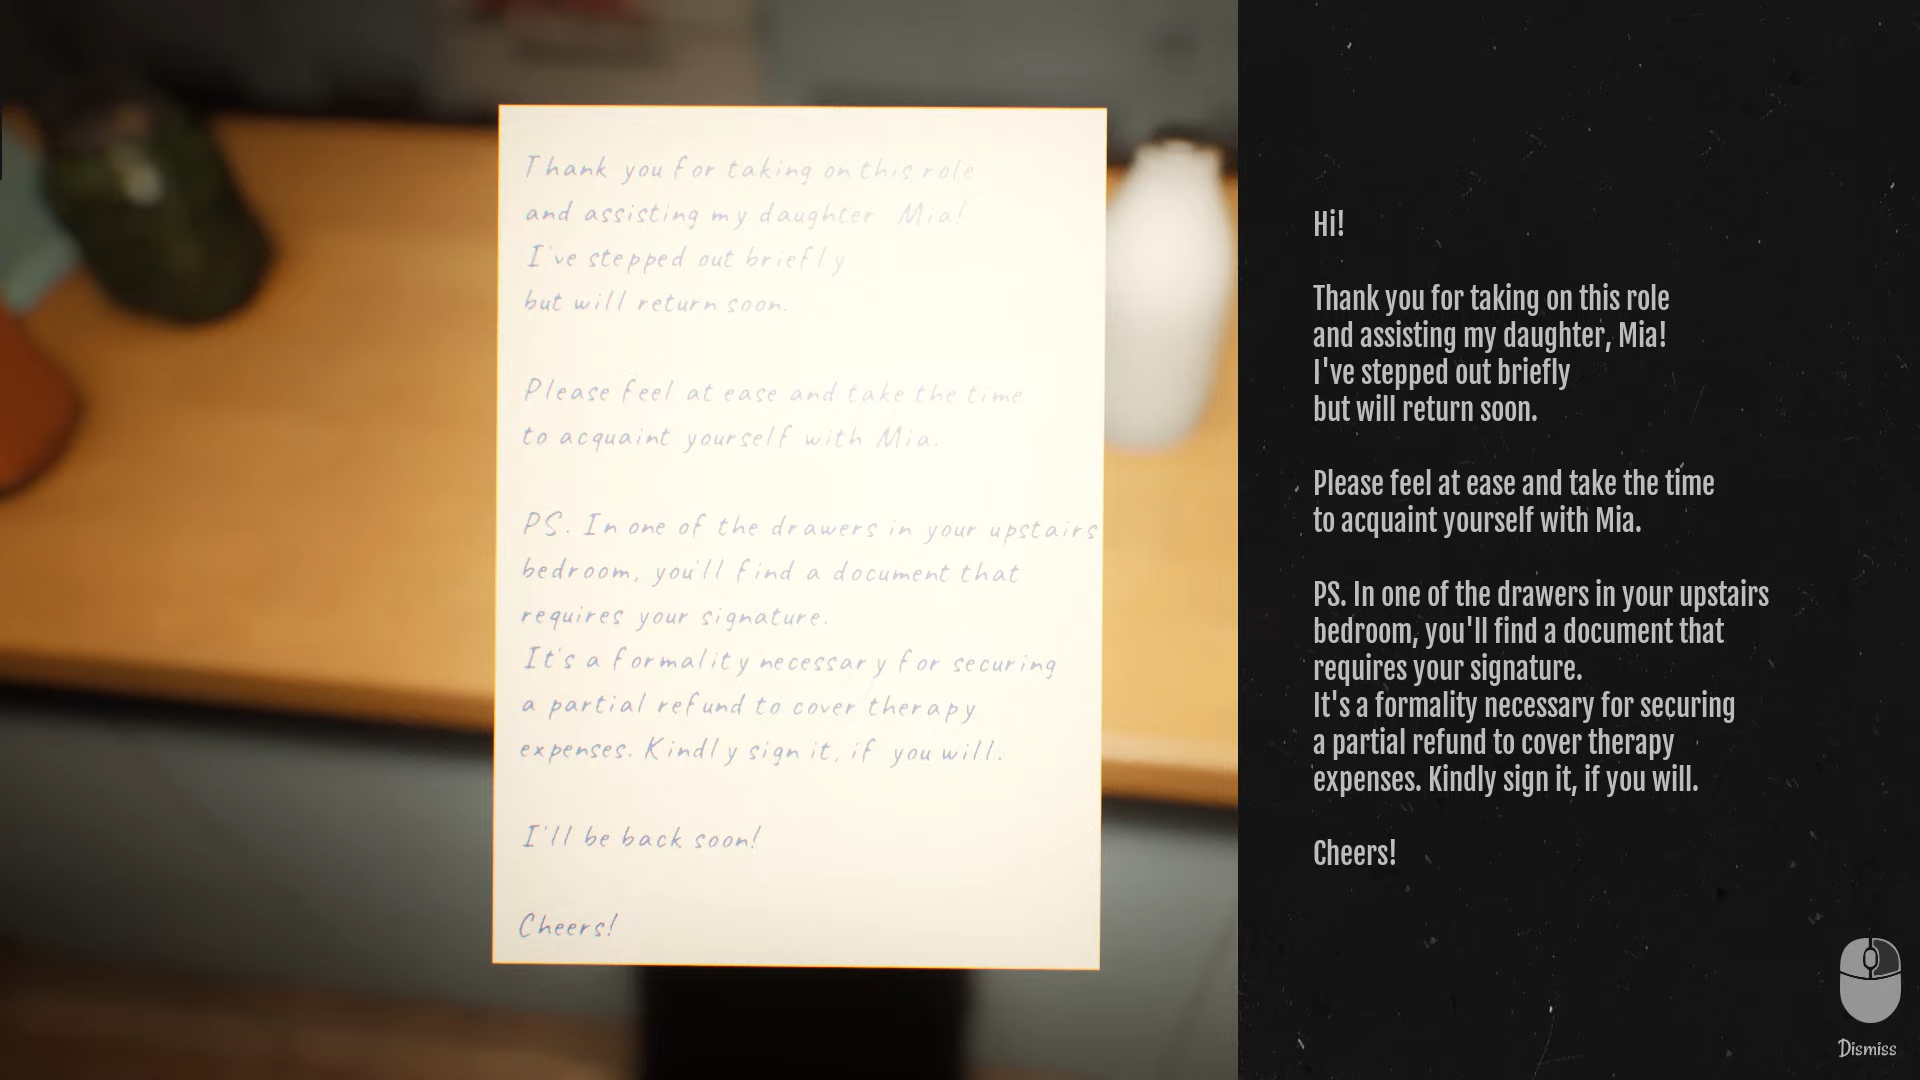 Thank you for taking on this role
and assisting my daughter Mia!
I've stepped out briefly
but will return soon.
Please feel at ease and take the time
to acquaint yourself with Mia.
PS. In one of the drawers in your upstairs
bedroom, you'll find a document that
requires your signature.
It's a formality necessary for securing
a partial refund to cover therapy
expenses. Kindly sign it, if you will.
I'll be back soon!
Cheers!
Hi!
Thank you for taking on this role
and assisting my daughter, Mia!
I've stepped out briefly
but will return soon.
Please feel at ease and take the time
to acquaint yourself with Mia.
PS. In one of the drawers in your upstairs
bedroom, you'll find a document that
requires your signature.
It's a formality necessary for securing
a partial refund to cover therapy
expenses. Kindly sign it, if you will.
Cheers!
Dismiss